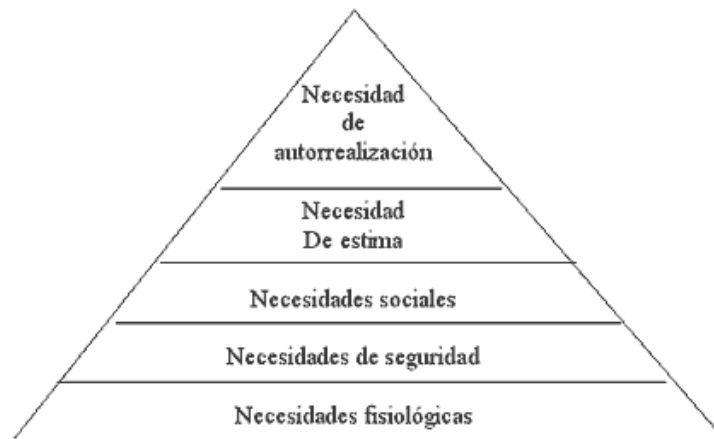 Necesidad
de
autorrealización
Necesidad
De estima
Necesidades sociales
Necesidades de seguridad
Necesidades fisiológicas